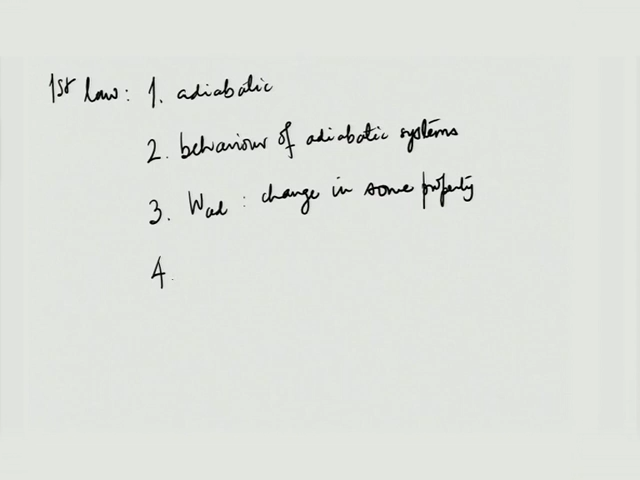 1st law: 1. adiabatic
2. behaviour of adiabatic systems
3. Wad : change in some property
4.